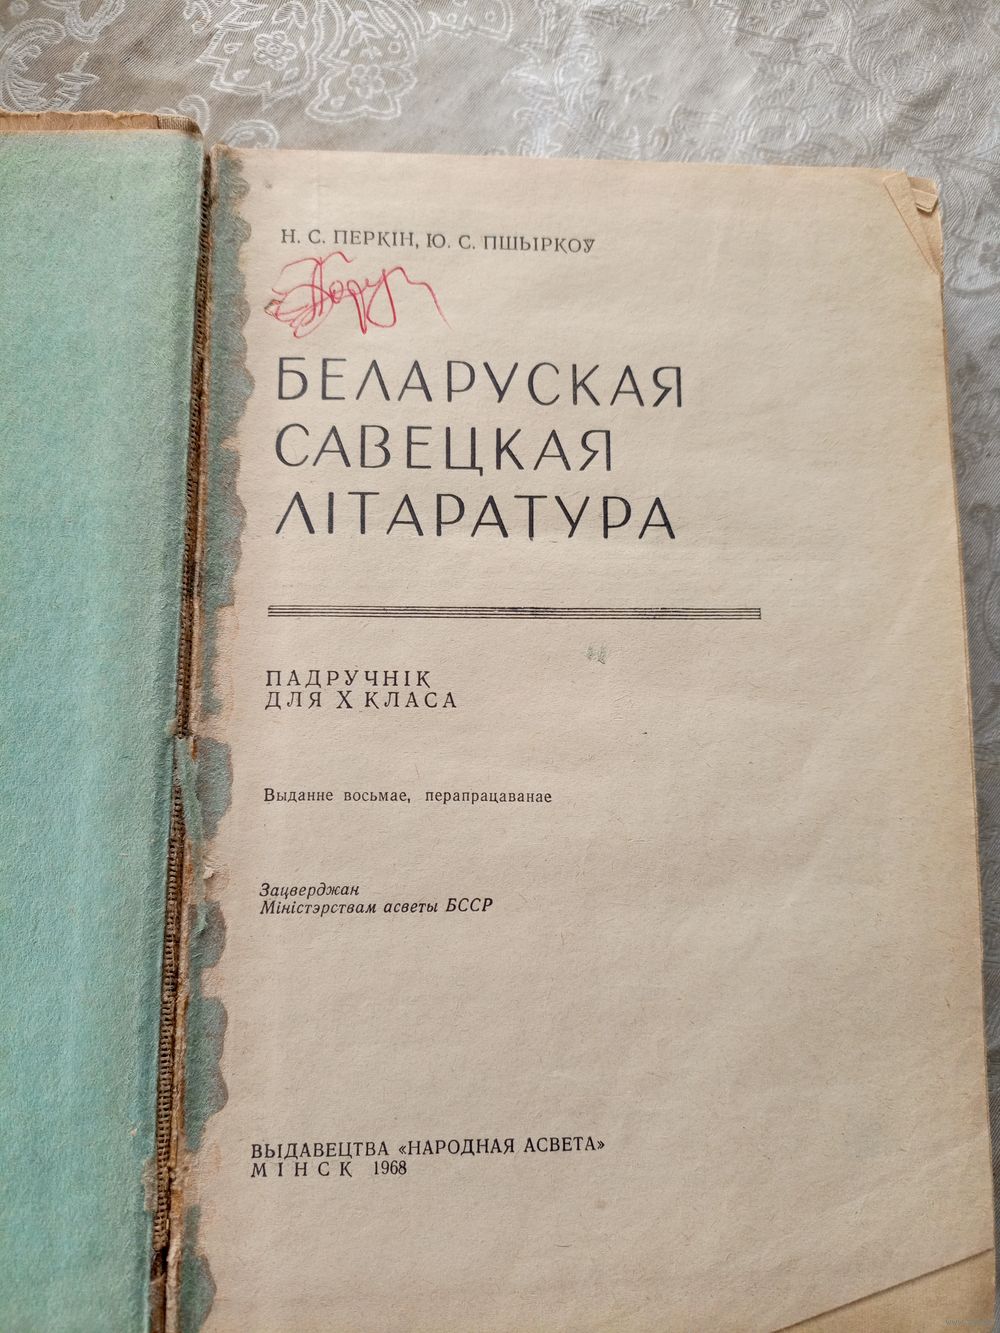 Н. С. ПЕРКІН, Ю. С. ПШЫРКОЎ
БЕЛАРУСКАЯ
САВЕЦКАЯ
ЛІТАРАТУРА
ПАДРУЧНІК
ДЛЯ X КЛАСА
Выданне восьмае, перапрацаванае
Зацверджан
Міністэрствам асветы БССР
ВЫДАВЕЦТВА «НАРОДНАЯ АСВЕТА»
МІНСК 1968